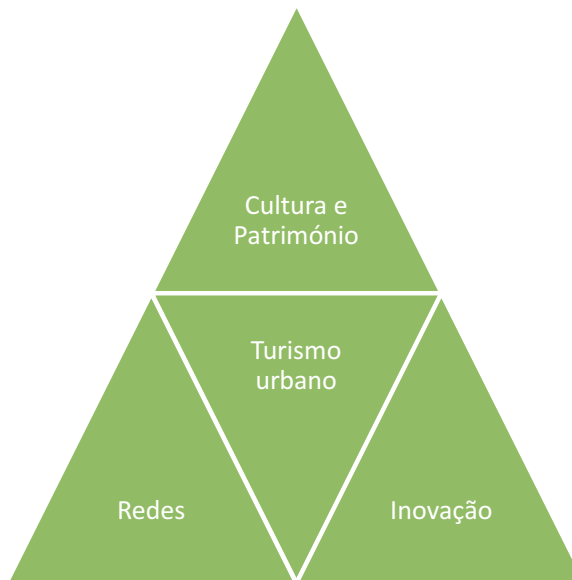 Cultura e
Património
Turismo
urbano
Redes
Inovação